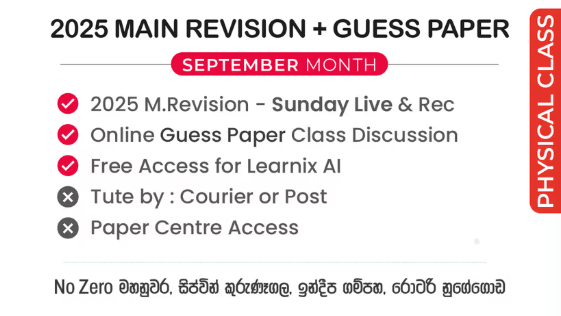 2025 MAIN REVISION + GUESS PAPER
SEPTEMBER MONTH
2025 M.Revision - Sunday Live & Rec
Online Guess Paper Class Discussion
Free Access for Learnix AI
Tute by : Courier or Post
Paper Centre Access
No Zero මහනුවර, සිප්වින් කුරුණෑගල, ඉන්දීප ගම්පහ, රොටරි නුගේගොඩ
PHYSICAL CLASS